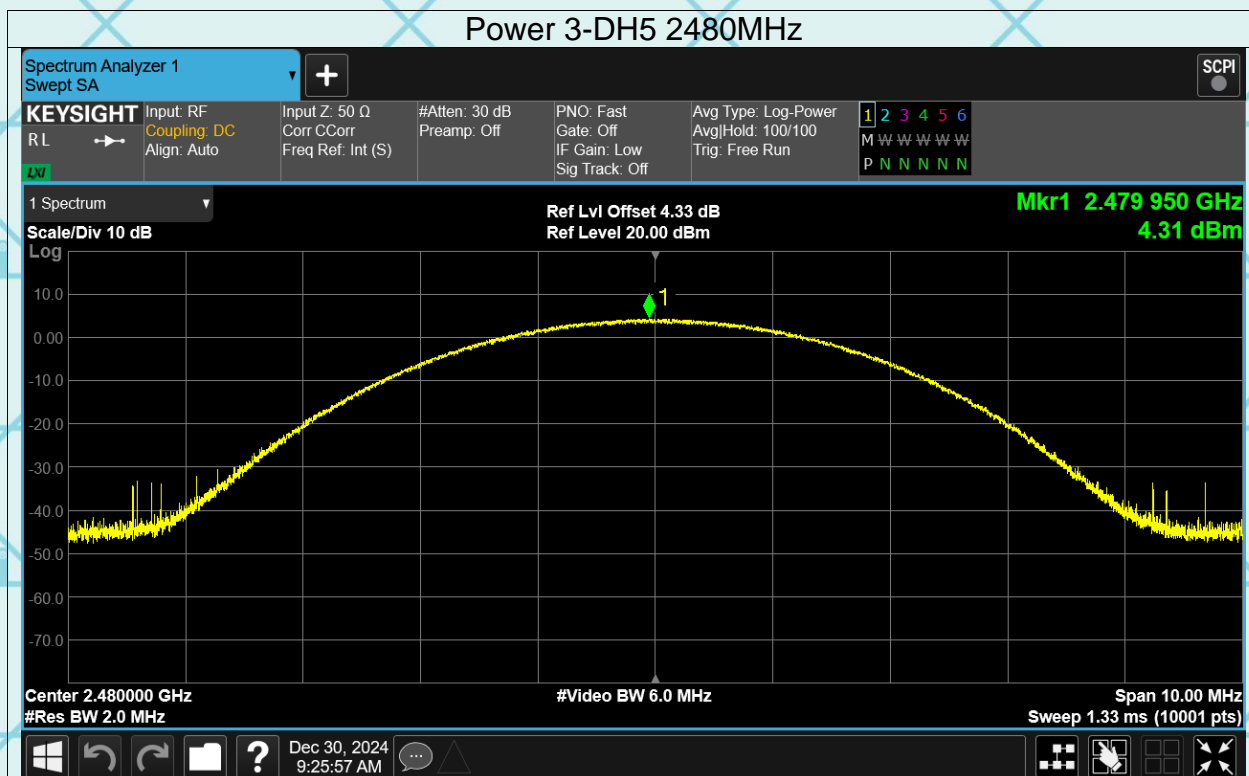 Power 3-DH5 2480MHz
Spectrum Analyzer 1
Swept SA
SCPI
KEYSIGHT
R L
LXI
Input: RF
Coupling: DC
Align: Auto
Input Z: 50 Ω
Corr CCorr
Freq Ref: Int (S)
#Atten: 30 dB
Preamp: Off
PNO: Fast
Gate: Off
IF Gain: Low
Sig Track: Off
Avg Type: Log-Power
Avg|Hold: 100/100
Trig: Free Run
1 2 3 4 5 6
M W W W W W
P N N N N N
1 Spectrum
Scale/Div 10 dB
Ref Lvl Offset 4.33 dB
Ref Level 20.00 dBm
Mkr1 2.479 950 GHz
4.31 dBm
Log
1
10.0
0.00
-10.0
-20.0
-30.0
-40.0
-50.0
-60.0
-70.0
Center 2.480000 GHz
#Res BW 2.0 MHz
#Video BW 6.0 MHz
Span 10.00 MHz
Sweep 1.33 ms (10001 pts)
?
Dec 30, 2024
9:25:57 AM